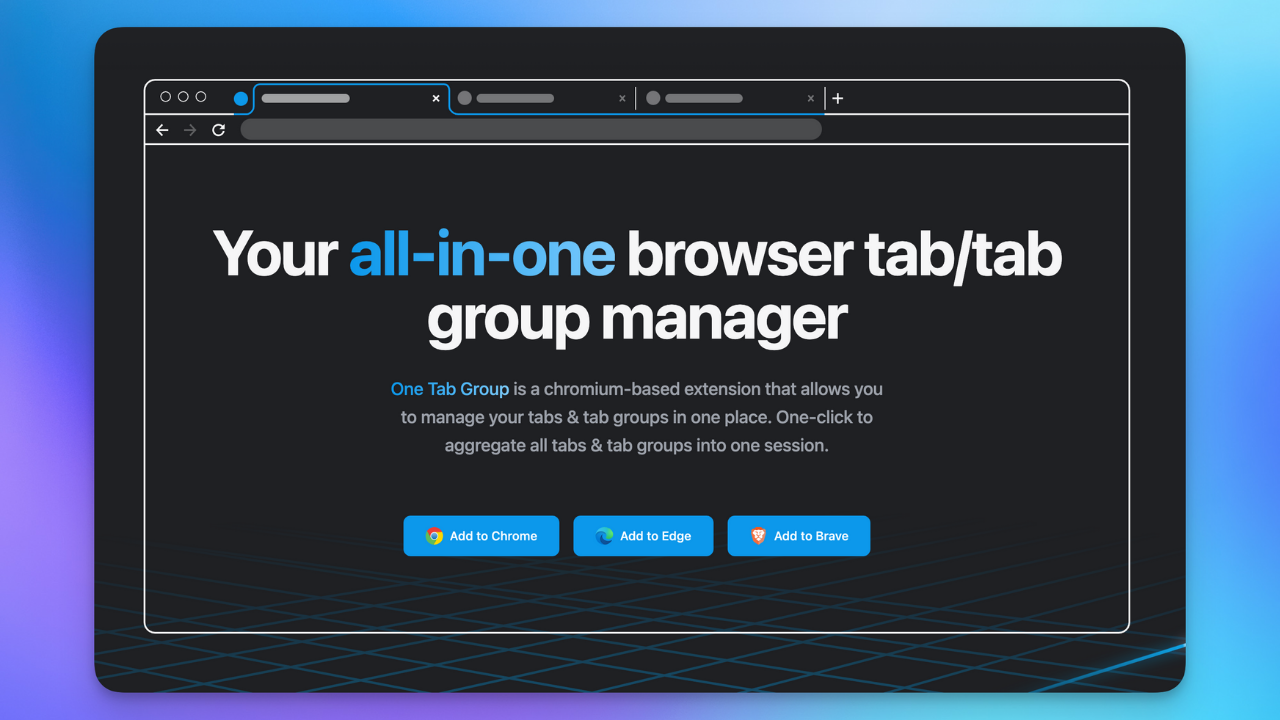 Your all-in-one browser tab/tab
group manager
One Tab Group is a chromium-based extension that allows you
to manage your tabs & tab groups in one place. One-click to
aggregate all tabs & tab groups into one session.
Add to Chrome
Add to Edge
Add to Brave